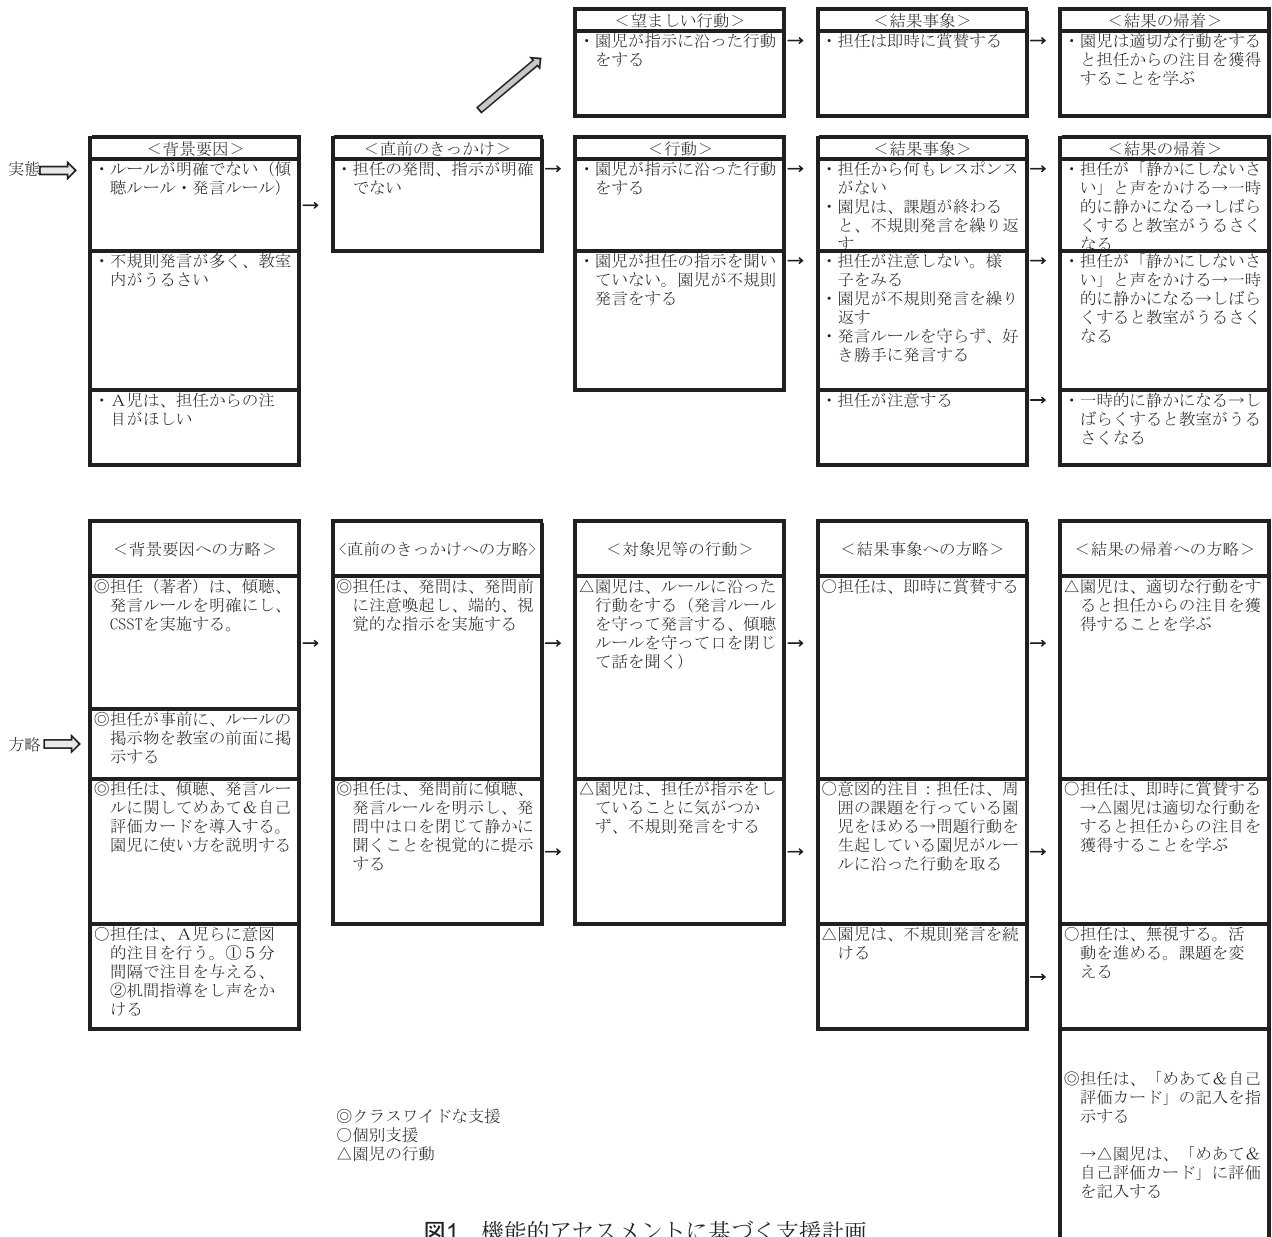 ＜望ましい行動＞
・園児が指示に沿った行動
をする
→
＜結果事象＞
・担任は即時に賞賛する
→
＜結果の帰着＞
・園児は適切な行動をする
と担任からの注目を獲得
することを学ぶ
実態
＜背景要因＞
・ルールが明確でない（傾
聴ルール・発言ルール）
・不規則発言が多く、教室
内がうるさい
・Ａ児は、担任からの注
目がほしい
→
＜直前のきっかけ＞
・担任の発問、指示が明確
でない
→
＜行動＞
・園児が指示に沿った行動
をする
・園児が担任の指示を聞い
ていない。園児が不規則
発言をする
→
→
＜結果事象＞
・担任から何もレスポンス
がない
・園児は、課題が終わる
と、不規則発言を繰り返
す
・担任が注意しない。様
子をみる
・園児が不規則発言を繰り
返す
・発言ルールを守らず、好
き勝手に発言する
・担任が注意する
→
→
→
＜結果の帰着＞
・担任が「静かにしないさ
い」と声をかける→一時
的に静かになる→しばら
くすると教室がうるさく
なる
・担任が「静かにしないさ
い」と声をかける→一時
的に静かになる→しばら
くすると教室がうるさく
なる
・一時的に静かになる→し
ばらくすると教室がうる
さくなる
方略
＜背景要因への方略＞
◎担任（著者）は、傾聴、
発言ルールを明確にし、
CSSTを実施する。
◎担任が事前に、ルールの
掲示物を教室の前面に掲
示する
◎担任は、傾聴、発言ルー
ルに関してめあて＆自己
評価カードを導入する。
園児に使い方を説明する
○担任は、Ａ児らに意図
的注目を行う。①５分
間隔で注目を与える、
②机間指導をし声をか
ける
→
＜直前のきっかけへの方略＞
◎担任は、発問は、発問前
に注意喚起し、端的、視
覚的な指示を実施する
◎担任は、発問前に傾聴、
発言ルールを明示し、発
問中は口を閉じて静かに
聞くことを視覚的に提示
する
→
→
＜対象児等の行動＞
△園児は、ルールに沿った
行動をする（発言ルール
を守って発言する、傾聴
ルールを守って口を閉じ
て話を聞く）
△園児は、担任が指示をし
ていることに気がつか
ず、不規則発言をする
→
→
＜結果事象への方略＞
○担任は、即時に賞賛する
○意図的注目：担任は、周
囲の課題を行っている園
児をほめる→問題行動を
生起している園児がルー
ルに沿った行動を取る
△園児は、不規則発言を続
ける
→
→
→
＜結果の帰着への方略＞
△園児は、適切な行動をす
ると担任からの注目を獲
得することを学ぶ
○担任は、即時に賞賛する
→△園児は適切な行動を
すると担任からの注目を
獲得することを学ぶ
○担任は、無視する。活
動を進める。課題を変
える
◎担任は、「めあて＆自己
評価カード」の記入を指
示する
→△園児は、「めあて＆
自己評価カード」に評価
を記入する
◎クラスワイドな支援
○個別支援
△園児の行動
図1　機能的アセスメントに基づく支援計画